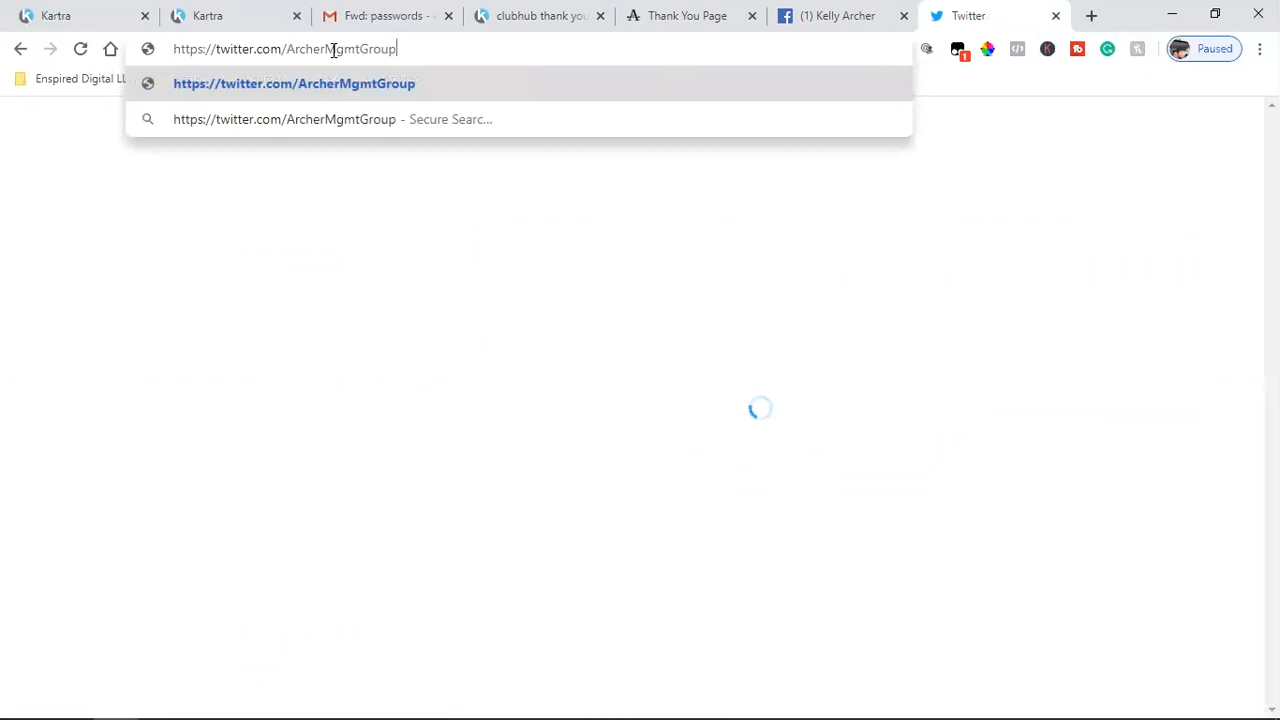 Kartra
Kartra
Fwd: passwords -
clubhub thank you
Thank You Page
(1) Kelly Archer
Twitter
https://twitter.com/ArcherMgmtGroup
1
Paused
Enspired Digital LL
https://twitter.com/ArcherMgmtGroup
https://twitter.com/ArcherMgmtGroup - Secure Searc...